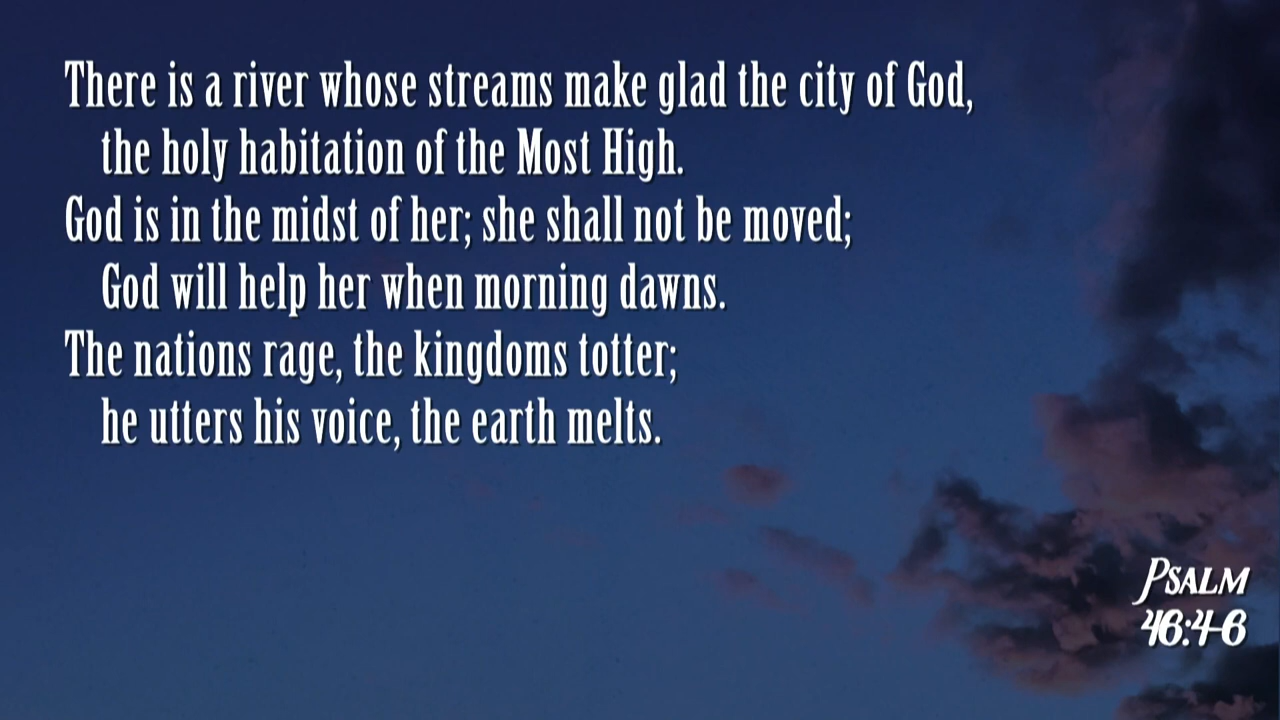 There is a river whose streams make glad the city of God,
the holy habitation of the Most High.
God is in the midst of her; she shall not be moved;
God will help her when morning dawns.
The nations rage, the kingdoms totter;
he utters his voice, the earth melts.
Psalm
46:4-6